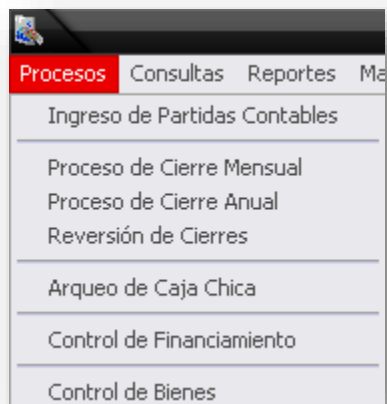 Procesos Consultas Reportes Ma
Ingreso de Partidas Contables
Proceso de Cierre Mensual
Proceso de Cierre Anual
Reversión de Cierres
Arqueo de Caja Chica
Control de Financiamiento
Control de Bienes